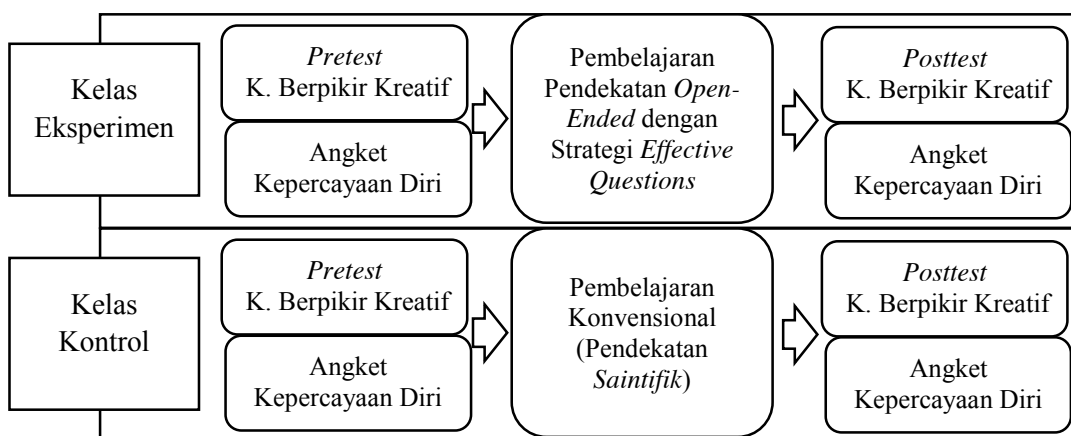 Kelas
Eksperimen
Pretest
K. Berpikir Kreatif
Angket
Kepercayaan Diri
Pembelajaran
Pendekatan Open-
Ended dengan
Strategi Effective
Questions
Posttest
K. Berpikir Kreatif
Angket
Kepercayaan Diri
Kelas
Kontrol
Pretest
K. Berpikir Kreatif
Angket
Kepercayaan Diri
Pembelajaran
Konvensional
(Pendekatan
Saintifik)
Posttest
K. Berpikir Kreatif
Angket
Kepercayaan Diri